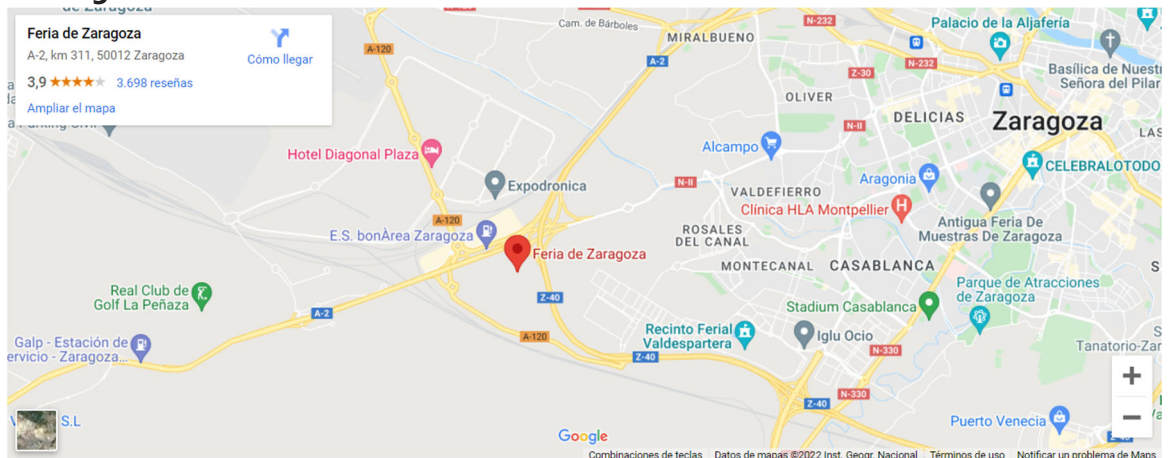 Feria de Zaragoza
A-2, km 311, 50012 Zaragoza
3,9
3.698 reseñas
Ampliar el mapa
Cómo llegar
Cam. de Bárboles
MIRALBUENO
N-232
Palacio de la Aljafería
A-120
A-2
Z-30
N-232
Basílica de Nuest
Señora del Pilar
OLIVER
DELICIAS
Zaragoza
LAS
N-II
Hotel Diagonal Plaza
Alcampo
CELEBRALOTODO
Expodronica
N-II
VALDEFIERRO
Aragonia
Clínica HLA Montpellier
A-120
E.S. bonÀrea Zaragoza
ROSALES
DEL CANAL
Antigua Feria De
Muestras De Zaragoza
Feria de Zaragoza
MONTECANAL
CASABLANCA
S
Real Club de
Golf La Peñaza
Z-40
Parque de Atracciones
de Zaragoza
A-2
Stadium Casablanca
Galp - Estación de
ervicio - Zaragoza...
A-120
Recinto Ferial
Valdespartera
Iglu Ocio
N-330
Tanatorio-Zar
Z-40
N-330
Z-40
S.L
Puerto Venecia
Google
Combinaciones de teclas
Datos de mapas ©2022 Inst. Geogr. Nacional
Términos de uso
Notificar un problema de Maps